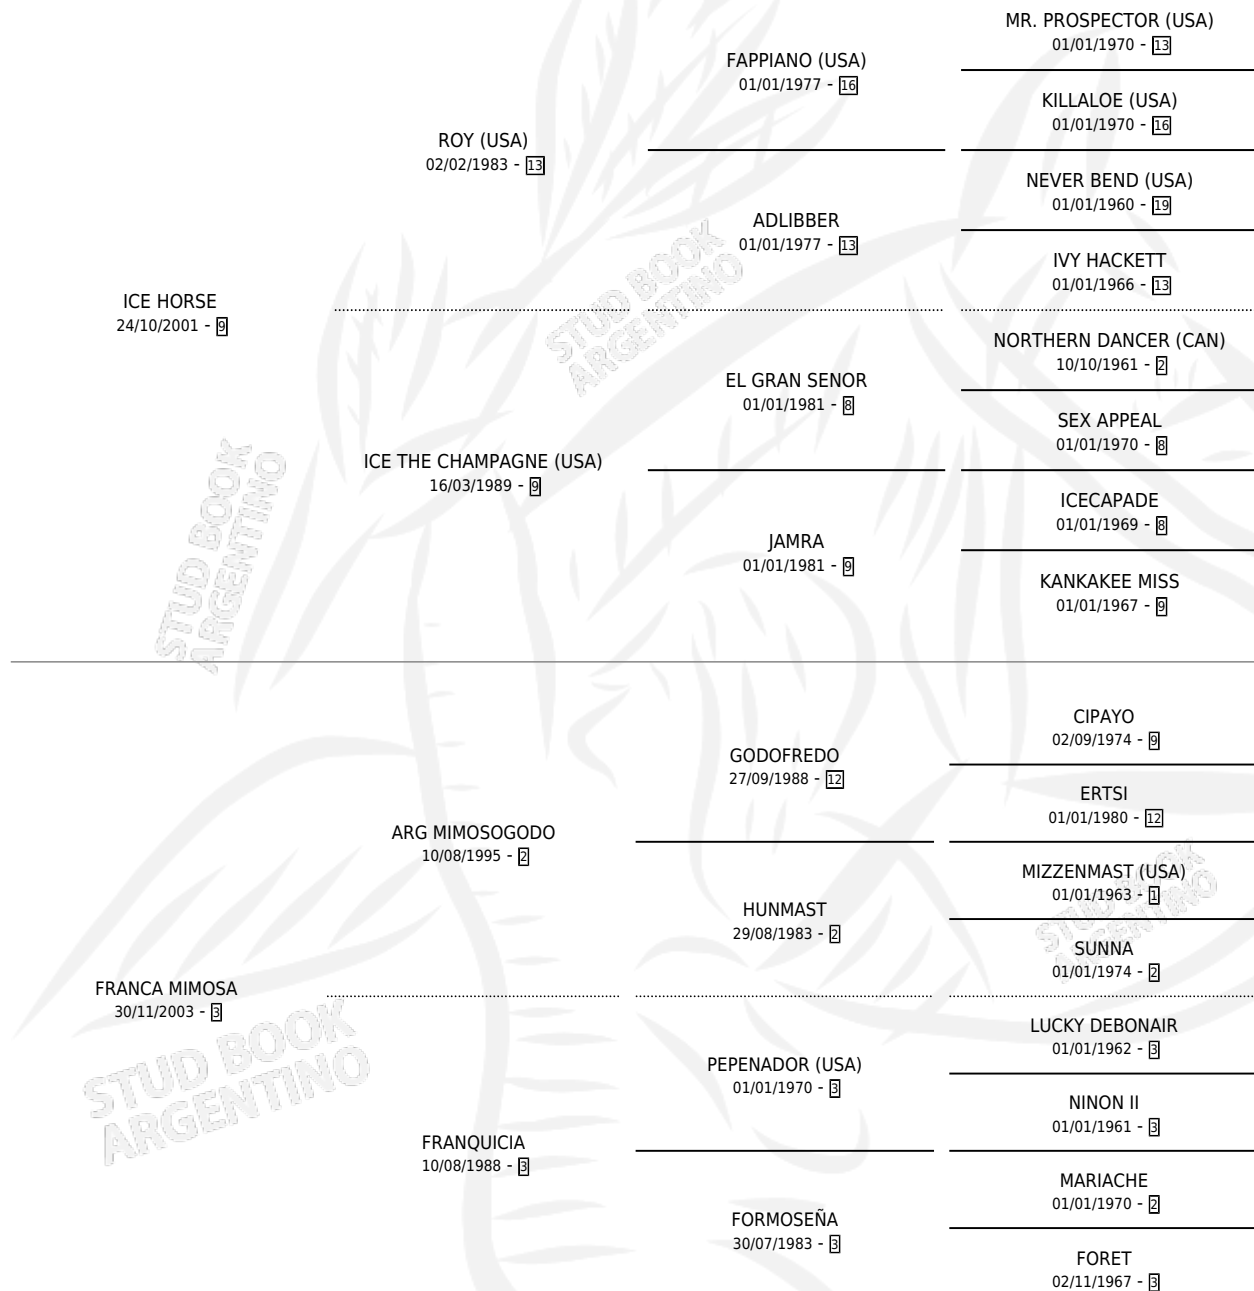 MR. PROSPECTOR (USA)
01/01/1970 - 13
FAPPIANO (USA)
01/01/1977 - 16
KILLALOE (USA)
01/01/1970 - 16
ROY (USA)
02/02/1983 - 13
NEVER BEND (USA)
01/01/1960 - 19
ADLIBBER
01/01/1977 - 13
IVY HACKETT
01/01/1966 - 13
ICE HORSE
24/10/2001 - 9
NORTHERN DANCER (CAN)
10/10/1961 - 2
EL GRAN SENOR
01/01/1981 - 8
SEX APPEAL
01/01/1970 - 8
ICE THE CHAMPAGNE (USA)
16/03/1989 - 9
ICECAPADE
01/01/1969 - 8
JAMRA
01/01/1981 - 9
KANKAKEE MISS
01/01/1967 - 9
CIPAYO
02/09/1974 - 9
GODOFREDO
27/09/1988 - 12
ERTSI
01/01/1980 - 12
ARG MIMOSOGODO
10/08/1995 - 2
MIZZENMAST (USA)
01/01/1963 - 1
HUNMAST
29/08/1983 - 2
SUNNA
01/01/1974 - 2
FRANCA MIMOSA
30/11/2003 - 3
LUCKY DEBONAIR
01/01/1962 - 3
PEPENADOR (USA)
01/01/1970 - 3
NINON II
01/01/1961 - 3
FRANQUICIA
10/08/1988 - 3
MARIACHE
01/01/1970 - 2
FORMOSEÑA
30/07/1983 - 3
FORET
02/11/1967 - 3
STUD BOOK
ARGENTINO
STUD BOOK
ARGENTINO
STUD BOOK
ARGENTINO
STUD BOOK
ARGENTINO